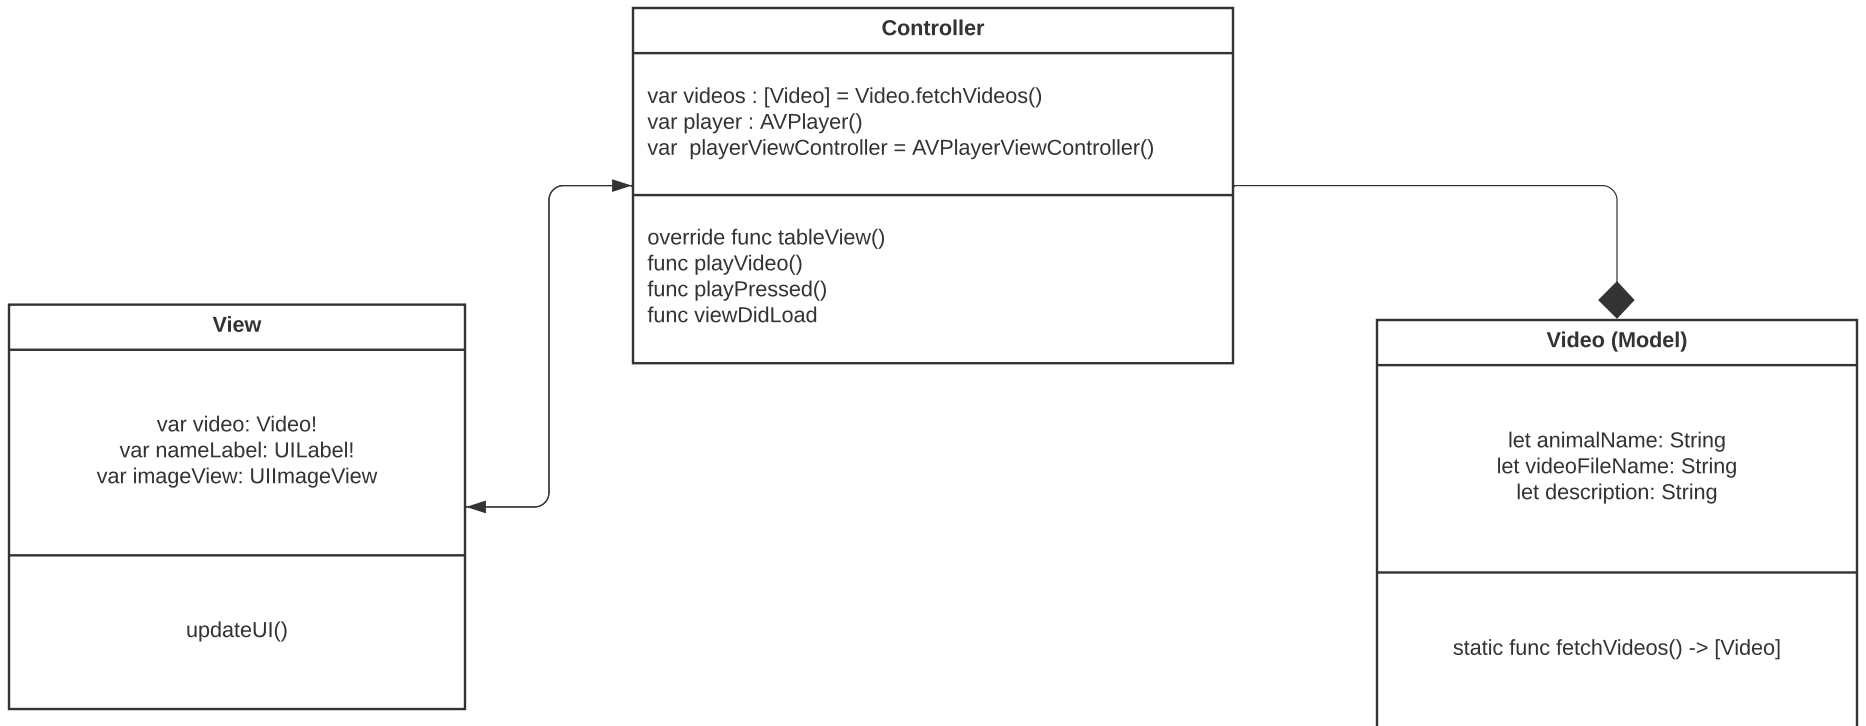 Controller
var videos : [Video] = Video.fetchVideos()
var player : AVPlayer()
var  playerViewController = AVPlayerViewController()
override func tableView()
func playVideo()
func playPressed()
func viewDidLoad
View
var video: Video!
var nameLabel: UILabel!
var imageView: UIImageView
updateUI()
Video (Model)
let animalName: String
let videoFileName: String
let description: String
static func fetchVideos() -> [Video]